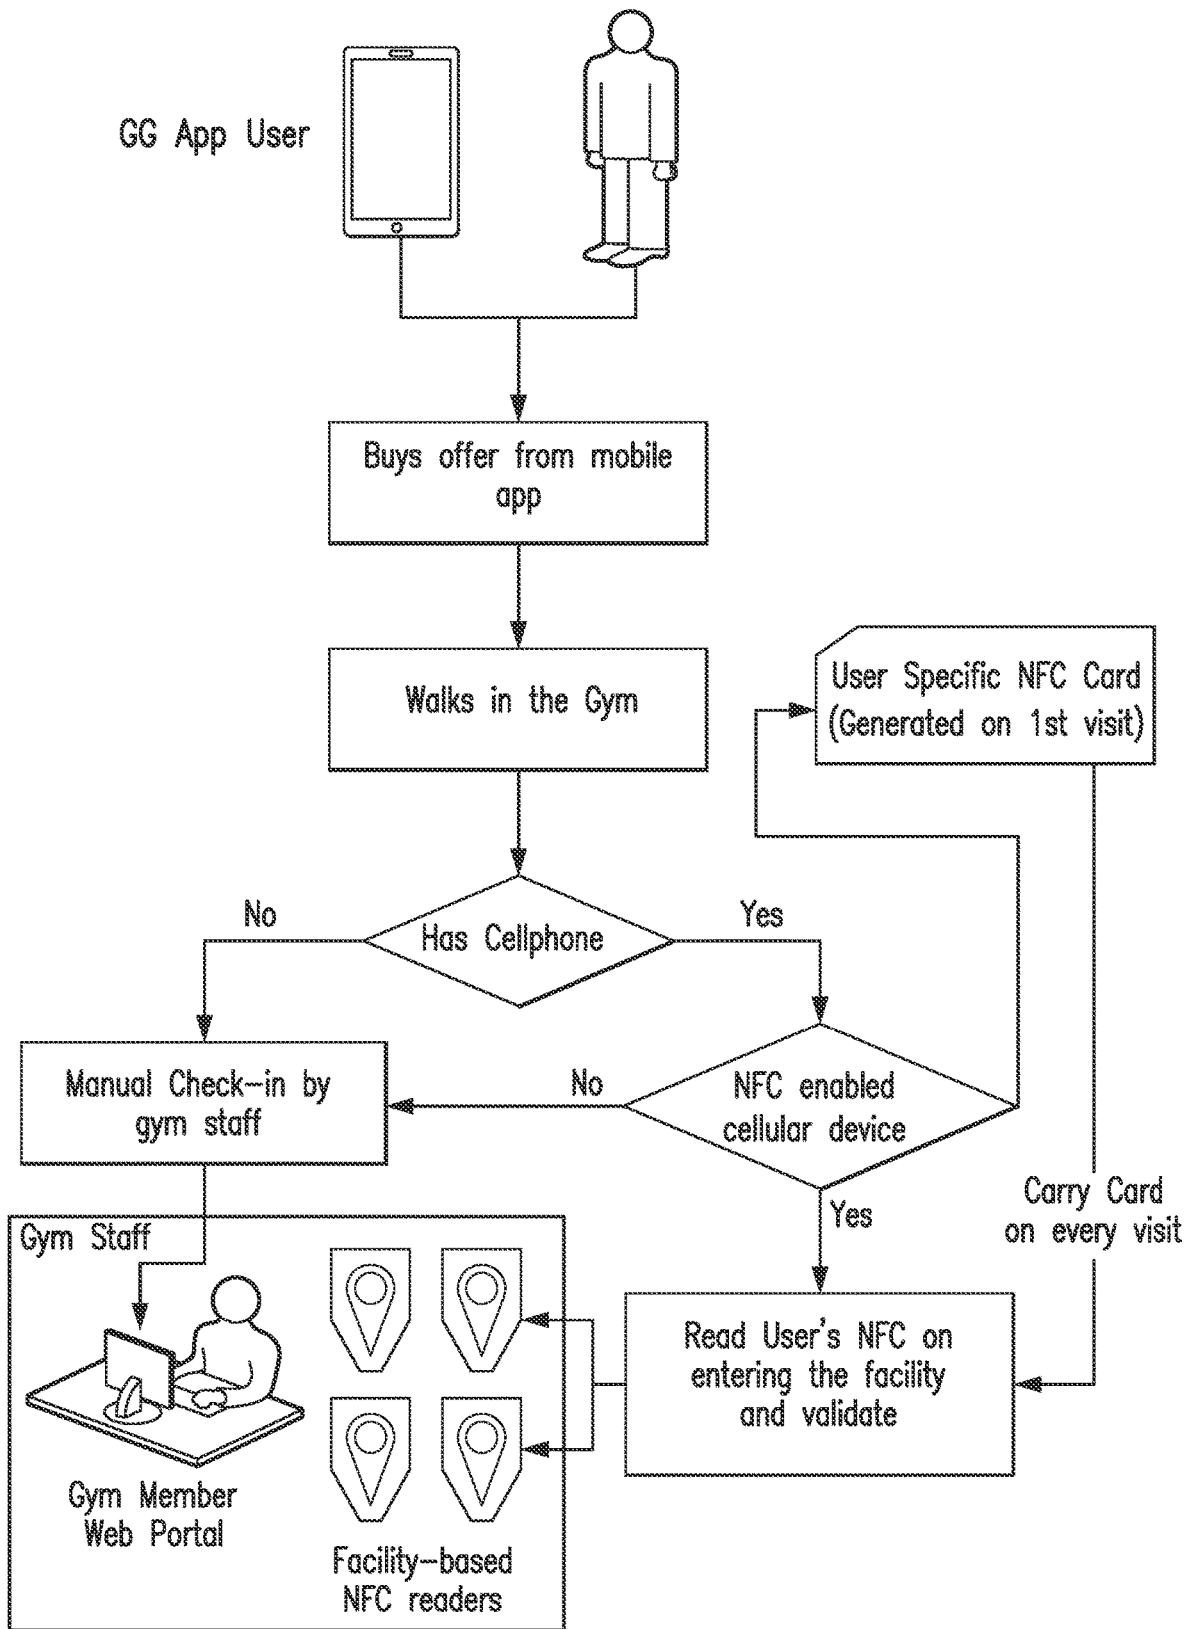 GG App User
Buys offer from mobile
app
Walks in the Gym
User Specific NFC Card
(Generated on 1st visit)
No
Yes
Has Cellphone
Manual Check-in by
gym staff
No
NFC enabled
cellular device
Yes
Carry Card
on every visit
Gym Staff
Read User's NFC on
entering the facility
and validate
Gym Member
Web Portal
Facility-based
NFC readers